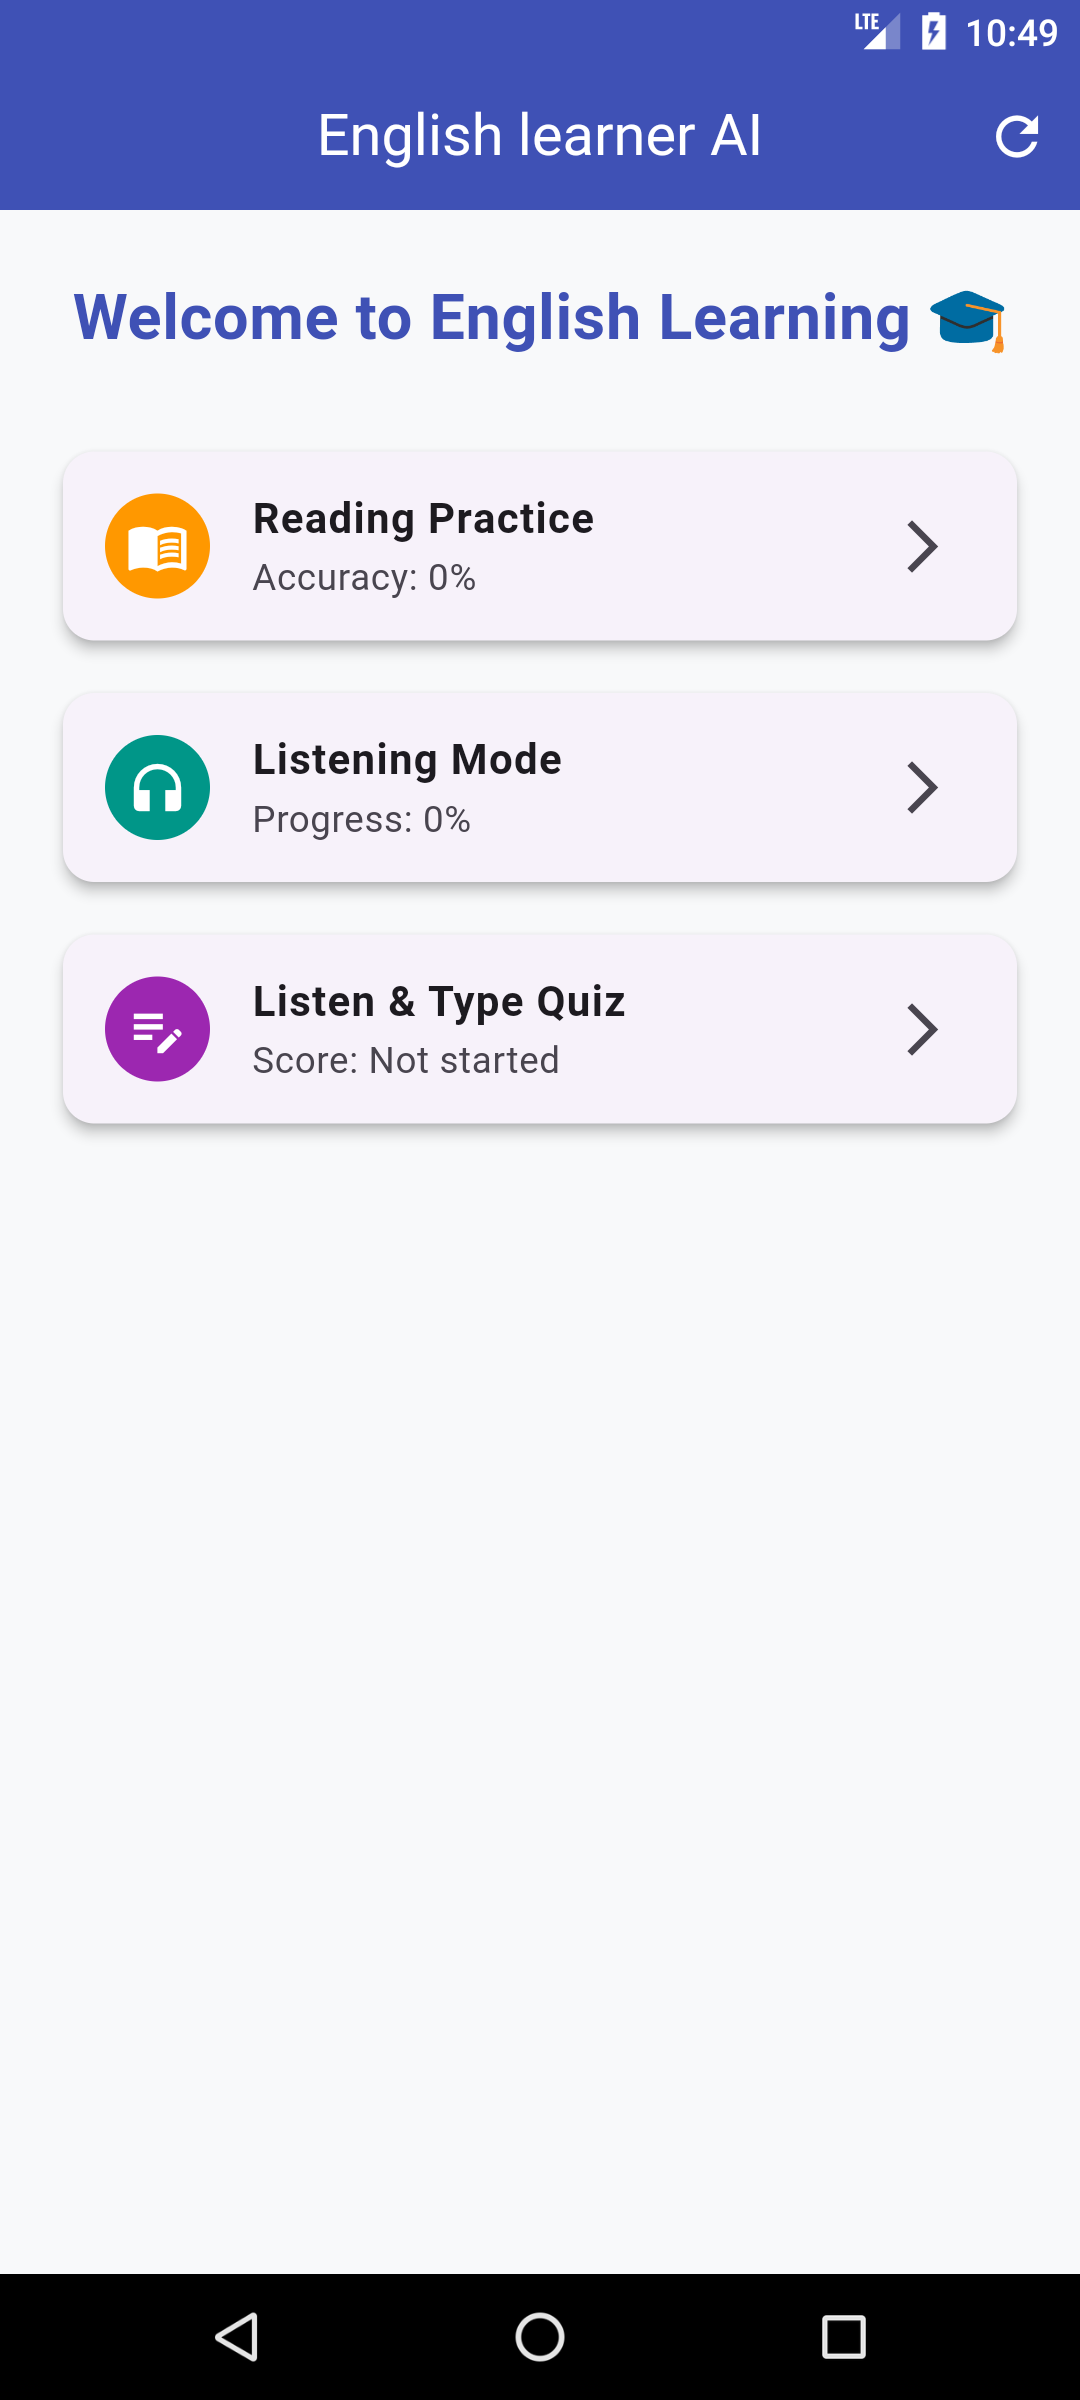 LTE 10:49
English learner AI
Welcome to English Learning 🎓
Reading Practice
Accuracy: 0%
Listening Mode
Progress: 0%
Listen & Type Quiz
Score: Not started